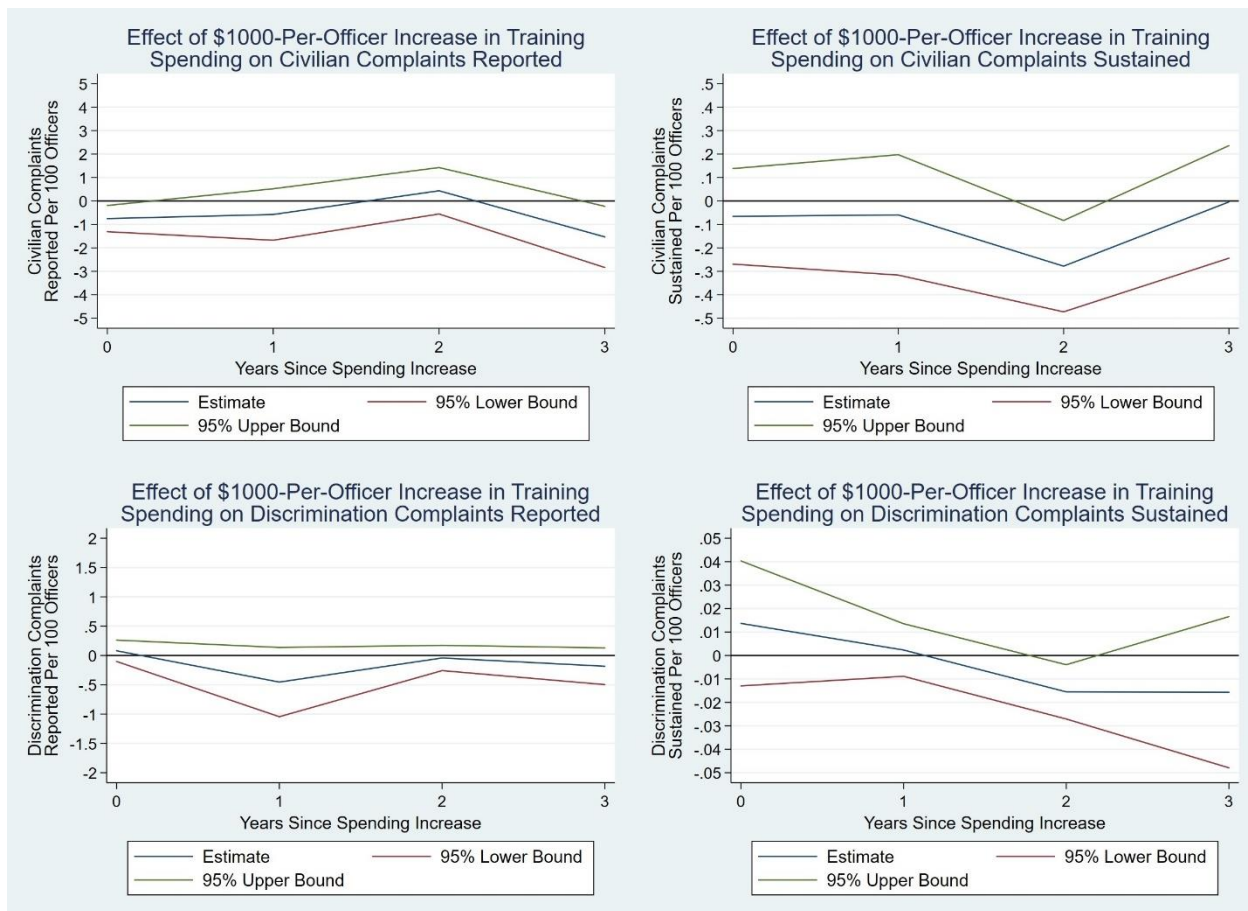 Effect of $1000-Per-Officer Increase in Training
Spending on Civilian Complaints Reported
Civilian Complaints
Reported Per 100 Officers
5
4
3
2
1
0
-1
-2
-3
-4
-5
0 1 2 3
Years Since Spending Increase
Estimate 95% Lower Bound
95% Upper Bound
Effect of $1000-Per-Officer Increase in Training
Spending on Civilian Complaints Sustained
Civilian Complaints
Sustained Per 100 Officers
.5
.4
.3
.2
.1
0
-.1
-.2
-.3
-.4
-.5
0 1 2 3
Years Since Spending Increase
Estimate 95% Lower Bound
95% Upper Bound
Effect of $1000-Per-Officer Increase in Training
Spending on Discrimination Complaints Reported
Discrimination Complaints
Reported Per 100 Officers
2
1.5
1
.5
0
-.5
-1
-1.5
-2
0 1 2 3
Years Since Spending Increase
Estimate 95% Lower Bound
95% Upper Bound
Effect of $1000-Per-Officer Increase in Training
Spending on Discrimination Complaints Sustained
Discrimination Complaints
Sustained Per 100 Officers
.05
.04
.03
.02
.01
0
-.01
-.02
-.03
-.04
-.05
0 1 2 3
Years Since Spending Increase
Estimate 95% Lower Bound
95% Upper Bound